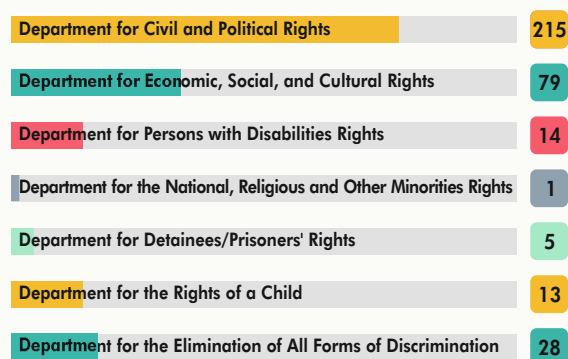 Department for Civil and Political Rights 215
Department for Economic, Social, and Cultural Rights 79
Department for Persons with Disabilities Rights 14
Department for the National, Religious and Other Minorities Rights 1
Department for Detainees/Prisoners' Rights 5
Department for the Rights of a Child 13
Department for the Elimination of All Forms of Discrimination 28